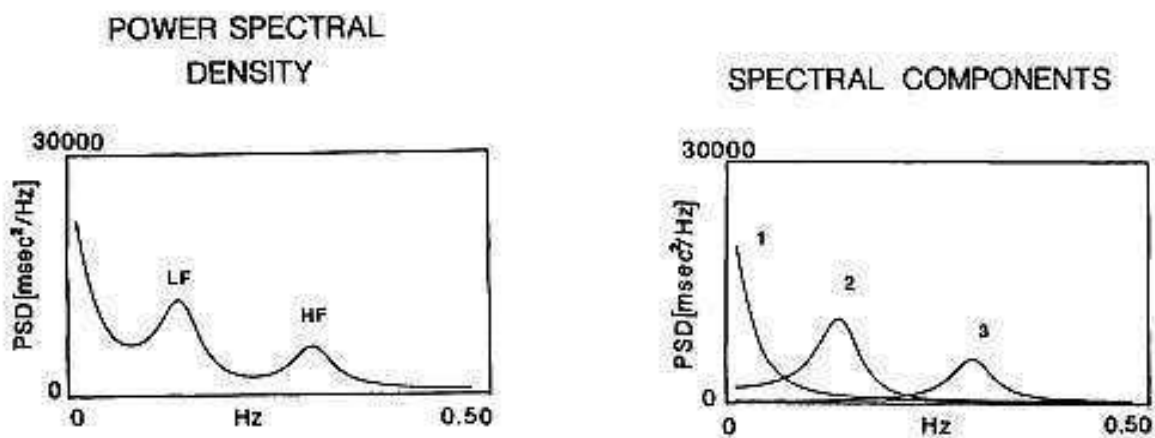 POWER SPECTRAL
DENSITY
30000
PSD[msec²/Hz]
LF
HF
0
0
Hz
0.50
SPECTRAL COMPONENTS
30000
PSD[msec²/Hz]
1
2
3
0
0
Hz
0.50